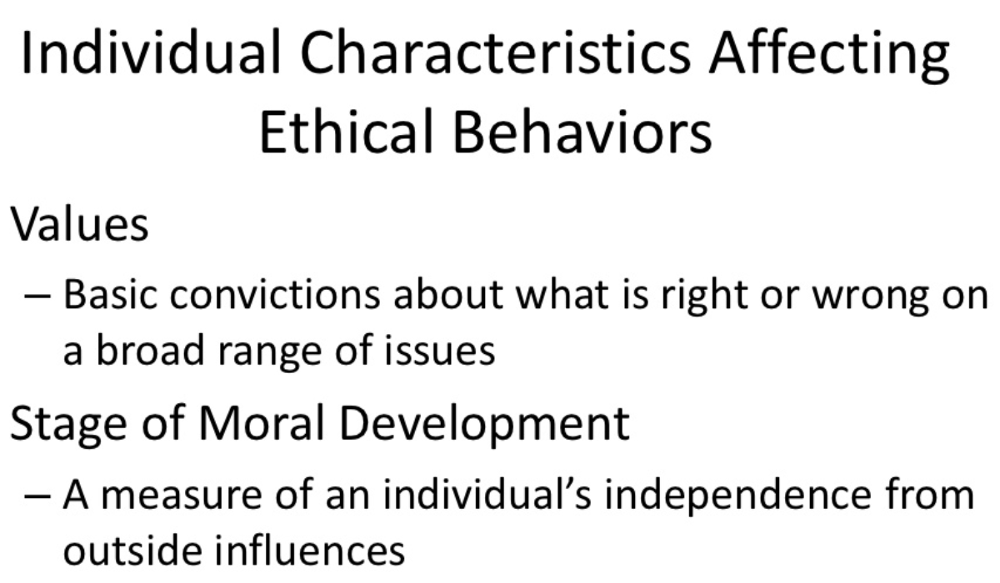 Individual Characteristics Affecting
Ethical Behaviors
Values
– Basic convictions about what is right or wrong on
a broad range of issues
Stage of Moral Development
– A measure of an individual’s independence from
outside influences